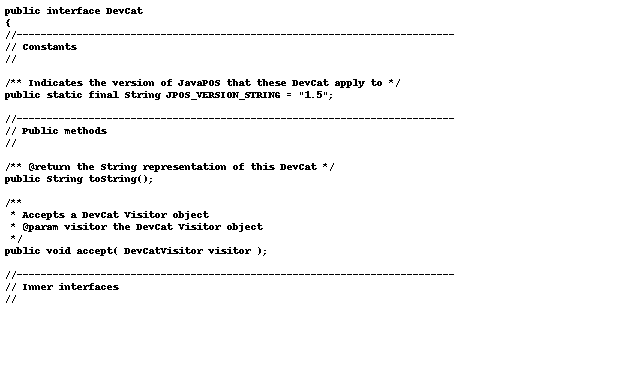 public interface DevCat
{
//-------------------------------------------------------------------------
// Constants
//
/** Indicates the version of JavaPOS that these DevCat apply to */
public static final String JPOS_VERSION_STRING = "1.5";
//-------------------------------------------------------------------------
// Public methods
//
/** @return the String representation of this DevCat */
public String toString();
/**
* Accepts a DevCat Visitor object
* @param visitor the DevCat Visitor object
*/
public void accept( DevCatVisitor visitor );
//-------------------------------------------------------------------------
// Inner interfaces
//